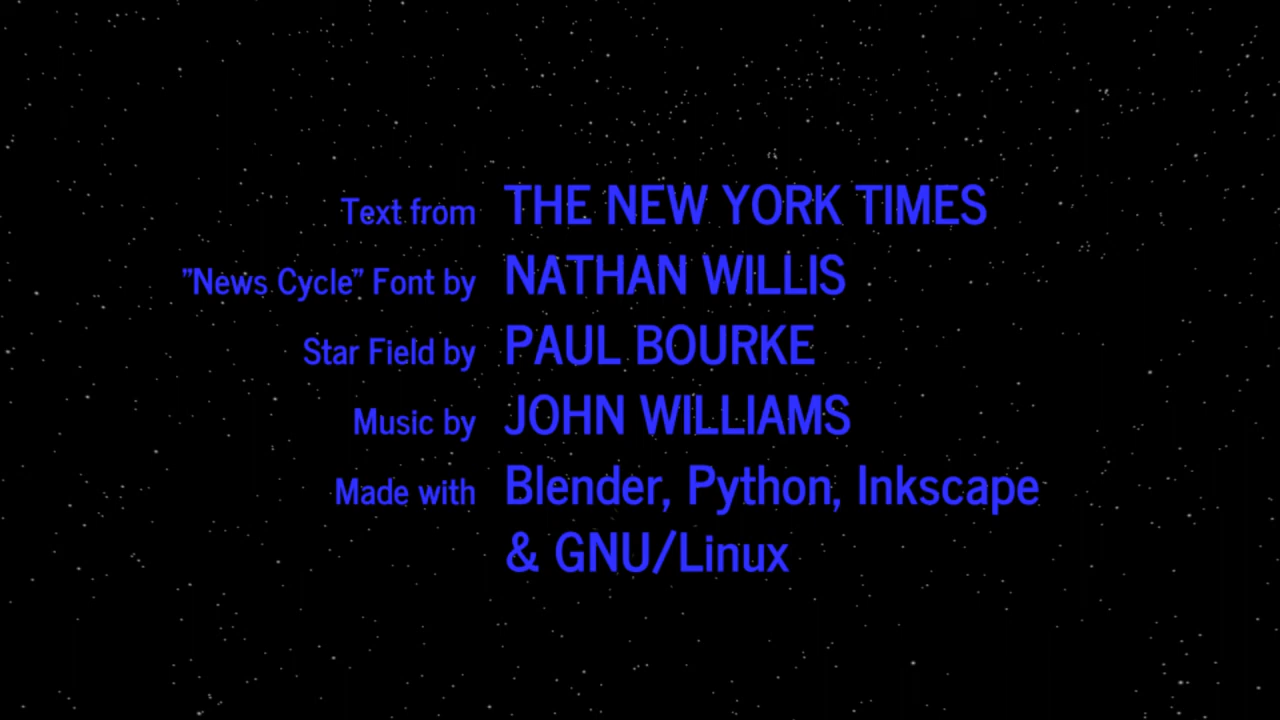 Text from THE NEW YORK TIMES
"News Cycle" Font by NATHAN WILLIS
Star Field by PAUL BOURKE
Music by JOHN WILLIAMS
Made with Blender, Python, Inkscape
& GNU/Linux